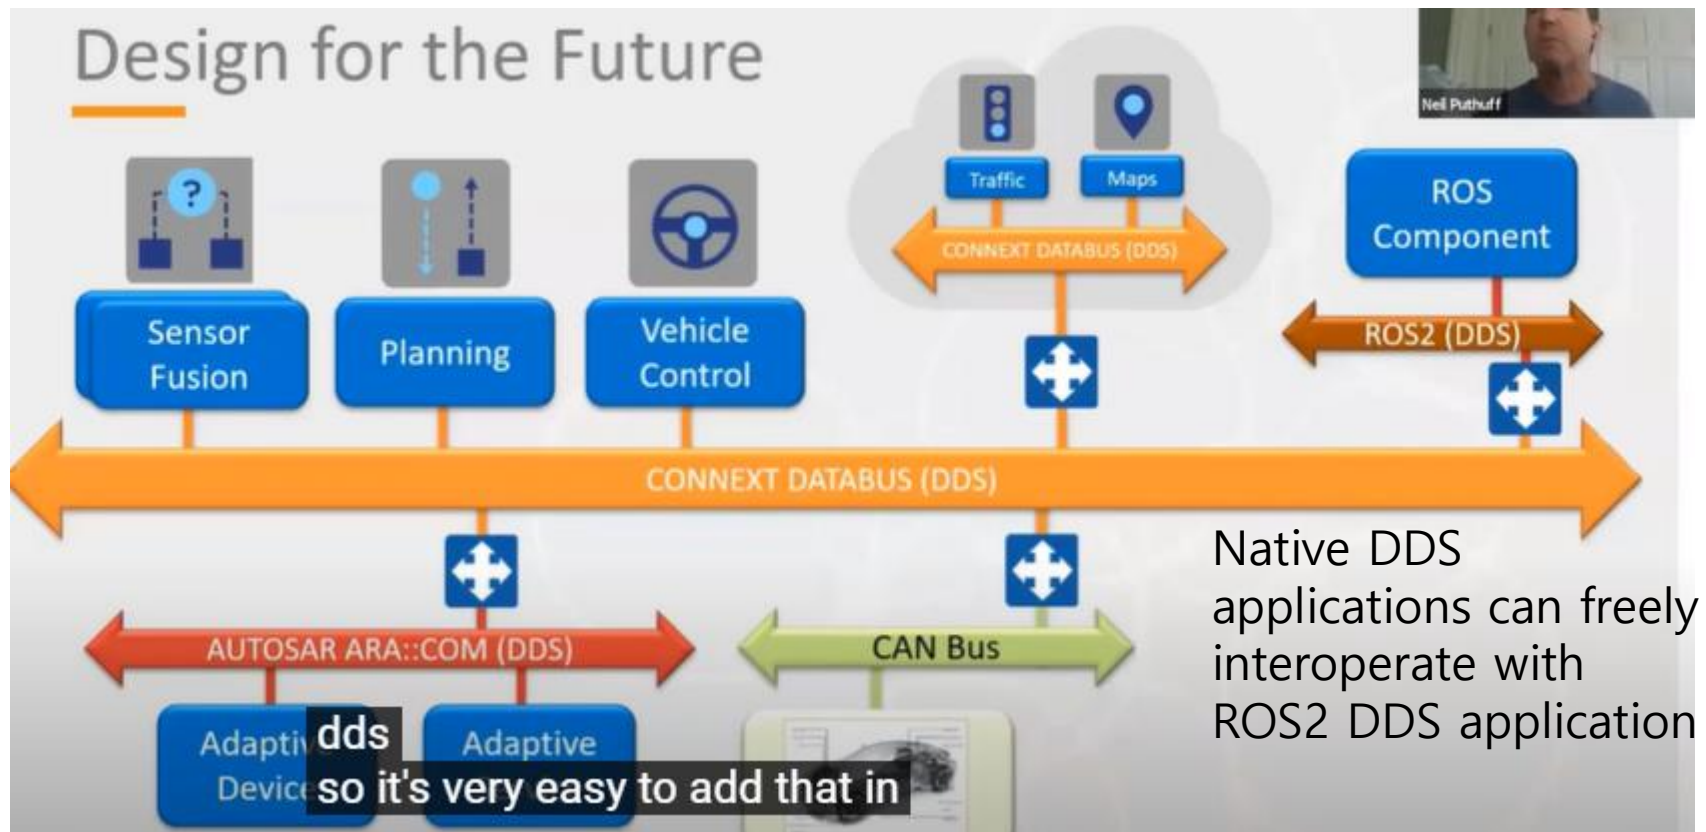 Design for the Future
Neil Puthuff
?
Traffic
Maps
CONNEXT DATABUS (DDS)
ROS
Component
ROS2 (DDS)
Sensor
Fusion
Planning
Vehicle
Control
CONNEXT DATABUS (DDS)
Native DDS
applications can freely
interoperate with
ROS2 DDS application
AUTOSAR ARA::COM (DDS)
CAN Bus
Adaptiv
Device
Adaptive
dds
so it's very easy to add that in